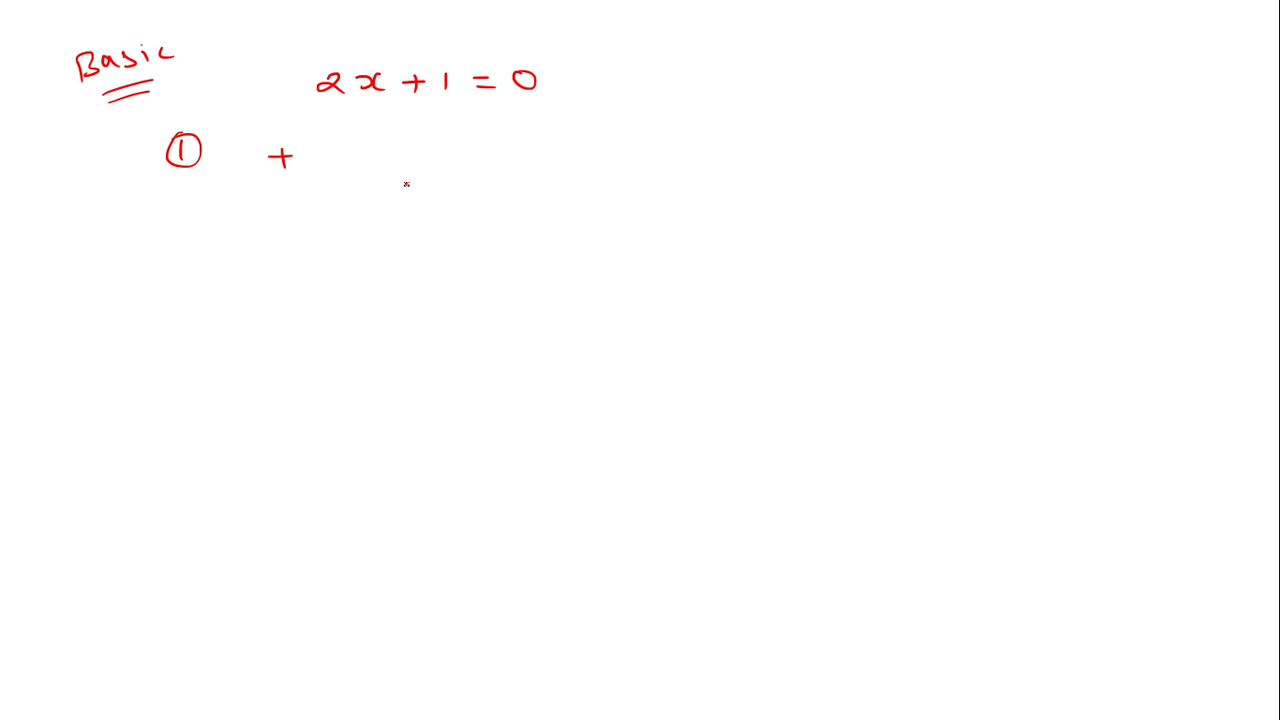 Basic
2x + 1 = 0
① +